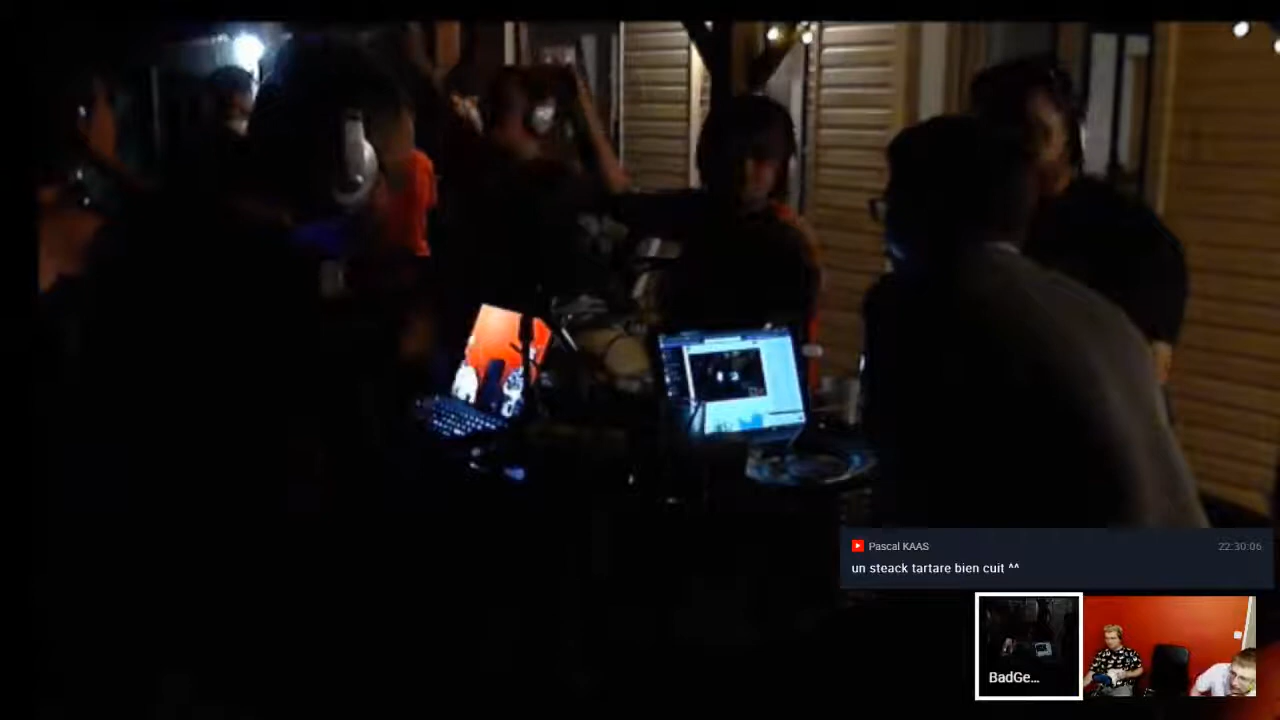 Pascal KAAS 22:30:06
un steack tartare bien cuit ^^
BadGe...